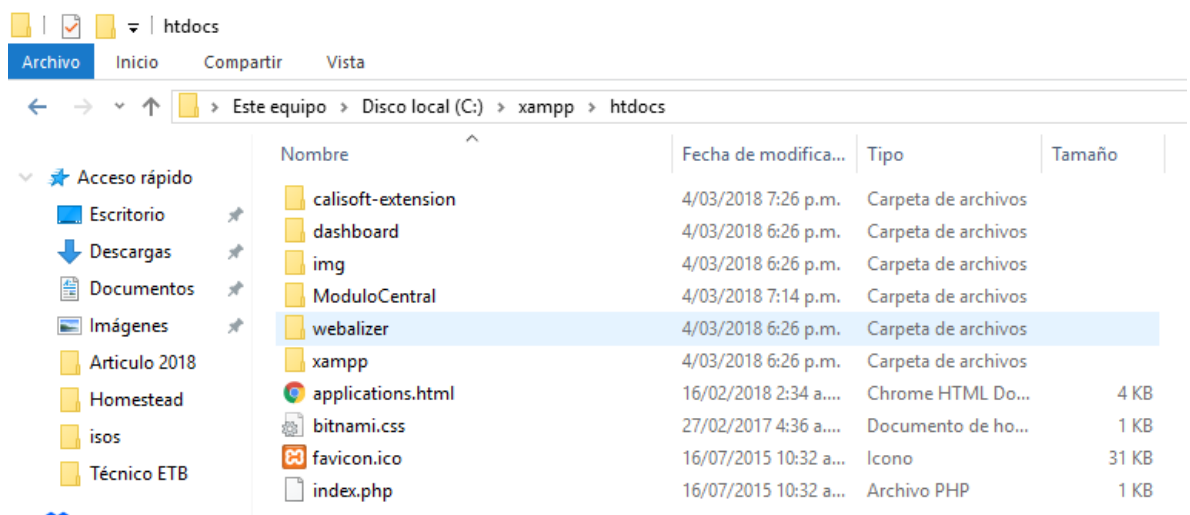 htdocs
Archivo Inicio Compartir Vista
Este equipo > Disco local (C:) > xampp > htdocs
Nombre Fecha de modifica... Tipo Tamaño
Acceso rápido
Escritorio
Descargas
Documentos
Imágenes
Articulo 2018
Homestead
isos
Técnico ETB
calisoft-extension 4/03/2018 7:26 p.m. Carpeta de archivos
dashboard 4/03/2018 6:26 p.m. Carpeta de archivos
img 4/03/2018 6:26 p.m. Carpeta de archivos
ModuloCentral 4/03/2018 7:14 p.m. Carpeta de archivos
webalizer 4/03/2018 6:26 p.m. Carpeta de archivos
xampp 4/03/2018 6:26 p.m. Carpeta de archivos
applications.html 16/02/2018 2:34 a.... Chrome HTML Do... 4 KB
bitnami.css 27/02/2017 4:36 a.... Documento de ho... 1 KB
favicon.ico 16/07/2015 10:32 a... Icono 31 KB
index.php 16/07/2015 10:32 a... Archivo PHP 1 KB